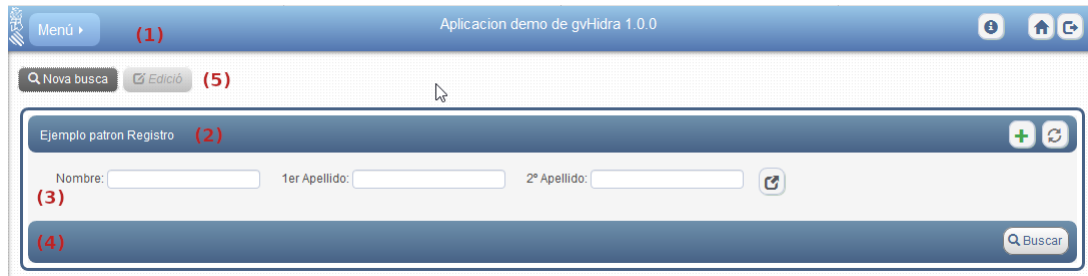 Menú
(1)
Aplicacion demo de gvHidra 1.0.0
Nova busca
Edició
(5)
Ejemplo patron Registro
(2)
Nombre:
1er Apellido:
2º Apellido:
(3)
(4)
Buscar